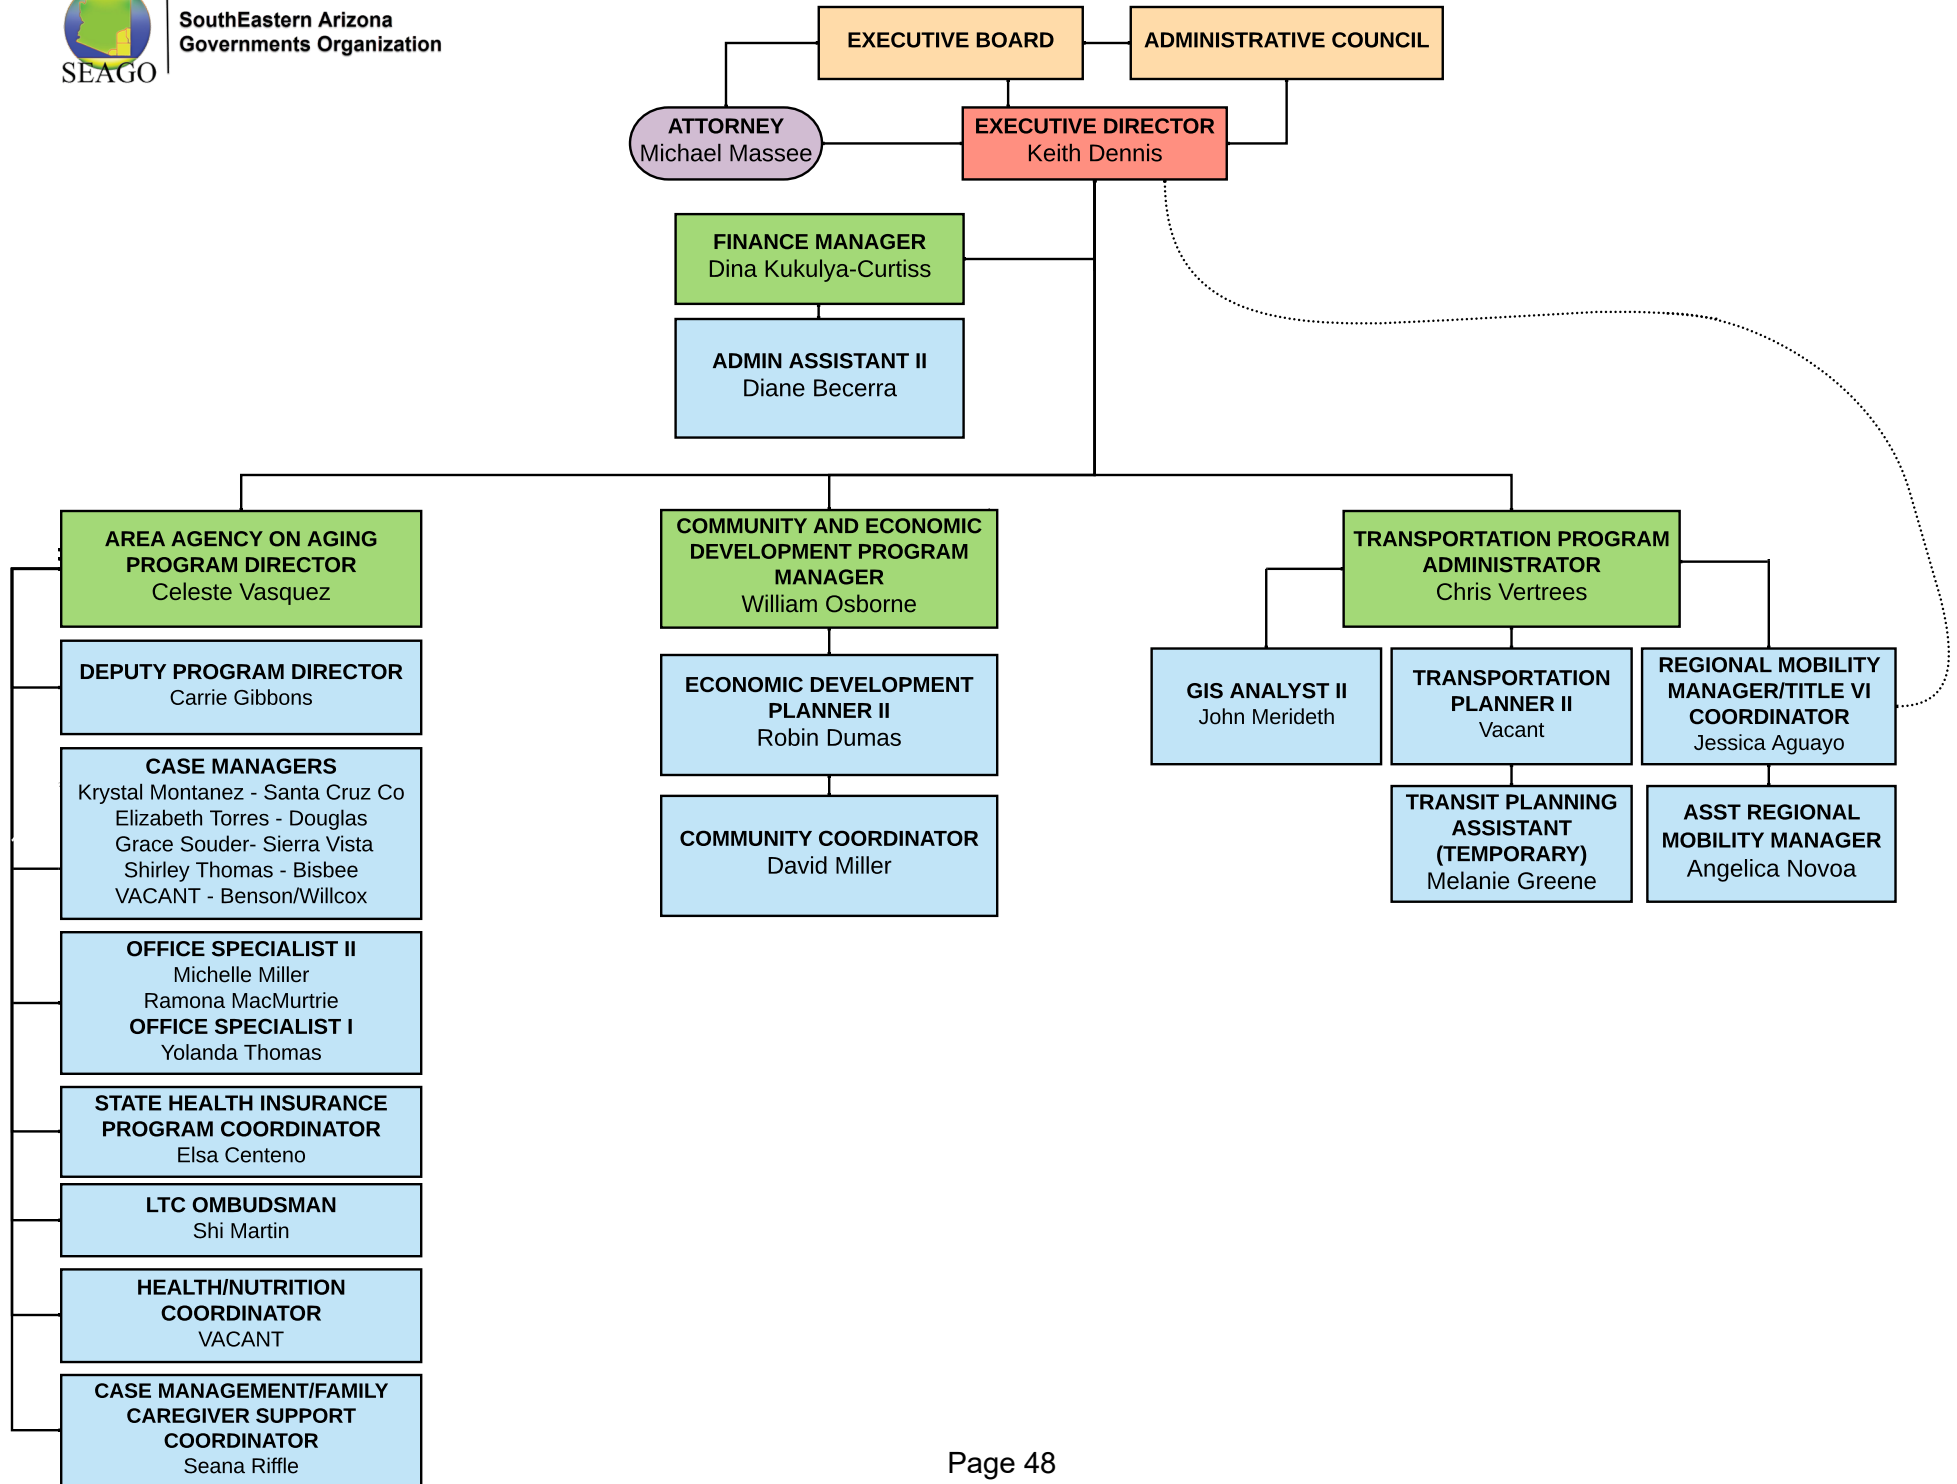 SouthEastern Arizona
Governments Organization
SEAGO
EXECUTIVE BOARD
ADMINISTRATIVE COUNCIL
ATTORNEY
Michael Massee
EXECUTIVE DIRECTOR
Keith Dennis
FINANCE MANAGER
Dina Kukulya-Curtiss
ADMIN ASSISTANT II
Diane Becerra
AREA AGENCY ON AGING
PROGRAM DIRECTOR
Celeste Vasquez
DEPUTY PROGRAM DIRECTOR
Carrie Gibbons
CASE MANAGERS
Krystal Montanez - Santa Cruz Co
Elizabeth Torres - Douglas
Grace Souder- Sierra Vista
Shirley Thomas - Bisbee
VACANT - Benson/Willcox
OFFICE SPECIALIST II
Michelle Miller
Ramona MacMurtrie
OFFICE SPECIALIST I
Yolanda Thomas
STATE HEALTH INSURANCE
PROGRAM COORDINATOR
Elsa Centeno
LTC OMBUDSMAN
Shi Martin
HEALTH/NUTRITION
COORDINATOR
VACANT
CASE MANAGEMENT/FAMILY
CAREGIVER SUPPORT
COORDINATOR
Seana Riffle
COMMUNITY AND ECONOMIC
DEVELOPMENT PROGRAM
MANAGER
William Osborne
ECONOMIC DEVELOPMENT
PLANNER II
Robin Dumas
COMMUNITY COORDINATOR
David Miller
TRANSPORTATION PROGRAM
ADMINISTRATOR
Chris Vertrees
GIS ANALYST II
John Merideth
TRANSPORTATION
PLANNER II
Vacant
REGIONAL MOBILITY
MANAGER/TITLE VI
COORDINATOR
Jessica Aguayo
TRANSIT PLANNING
ASSISTANT
(TEMPORARY)
Melanie Greene
ASST REGIONAL
MOBILITY MANAGER
Angelica Novoa
Page 48